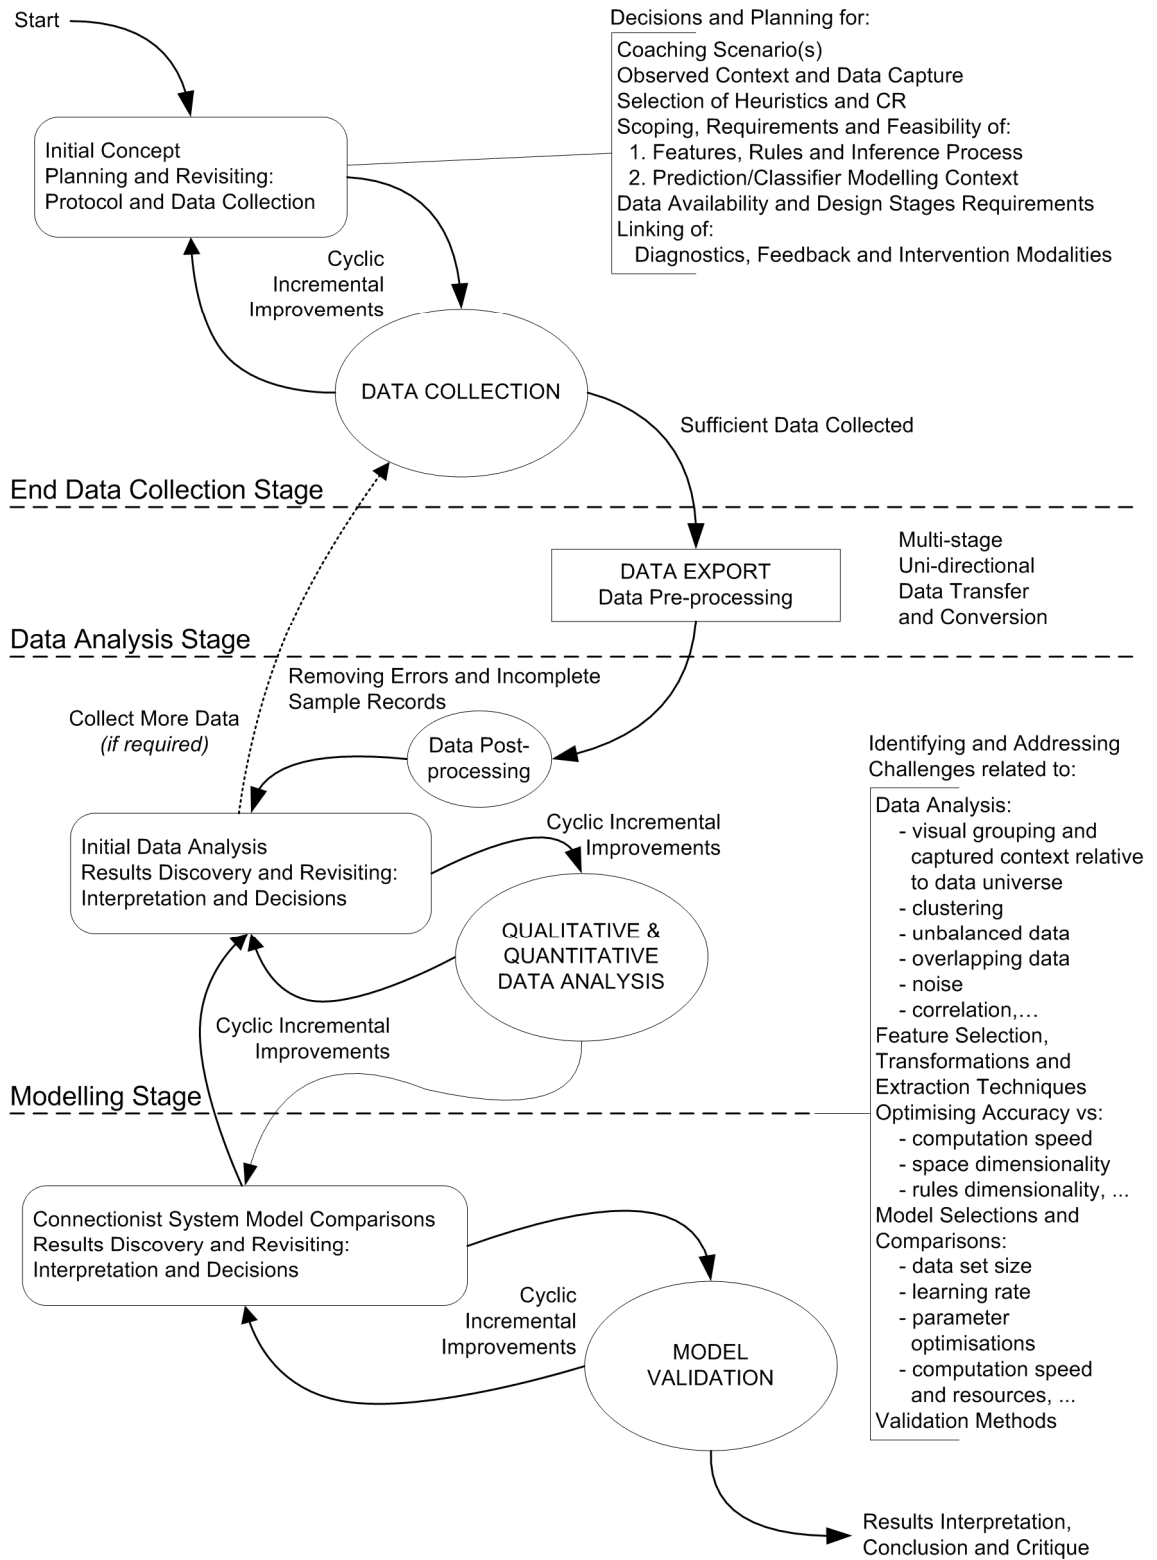 Start
Decisions and Planning for:
Coaching Scenario(s)
Observed Context and Data Capture
Selection of Heuristics and CR
Scoping, Requirements and Feasibility of:
1. Features, Rules and Inference Process
2. Prediction/Classifier Modelling Context
Data Availability and Design Stages Requirements
Linking of:
Diagnostics, Feedback and Intervention Modalities
Initial Concept
Planning and Revisiting:
Protocol and Data Collection
Cyclic
Incremental
Improvements
DATA COLLECTION
Sufficient Data Collected
End Data Collection Stage
DATA EXPORT
Data Pre-processing
Multi-stage
Uni-directional
Data Transfer
and Conversion
Data Analysis Stage
Removing Errors and Incomplete
Sample Records
Collect More Data
(if required)
Data Post-
processing
Identifying and Addressing
Challenges related to:
Data Analysis:
- visual grouping and
captured context relative
to data universe
- clustering
- unbalanced data
- overlapping data
- noise
- correlation,…
Feature Selection,
Transformations and
Extraction Techniques
Optimising Accuracy vs:
- computation speed
- space dimensionality
- rules dimensionality, ...
Model Selections and
Comparisons:
- data set size
- learning rate
- parameter
optimisations
- computation speed
and resources, ...
Validation Methods
Initial Data Analysis
Results Discovery and Revisiting:
Interpretation and Decisions
Cyclic Incremental
Improvements
QUALITATIVE &
QUANTITATIVE
DATA ANALYSIS
Cyclic Incremental
Improvements
Modelling Stage
Connectionist System Model Comparisons
Results Discovery and Revisiting:
Interpretation and Decisions
Cyclic
Incremental
Improvements
MODEL
VALIDATION
Results Interpretation,
Conclusion and Critique